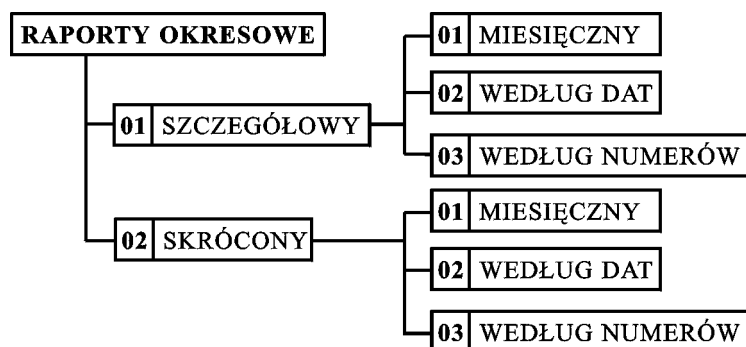 RAPORTY OKRESOWE
01 SZCZEGÓŁOWY
01 MIESIĘCZNY
02 WEDŁUG DAT
03 WEDŁUG NUMERÓW
02 SKRÓCONY
01 MIESIĘCZNY
02 WEDŁUG DAT
03 WEDŁUG NUMERÓW